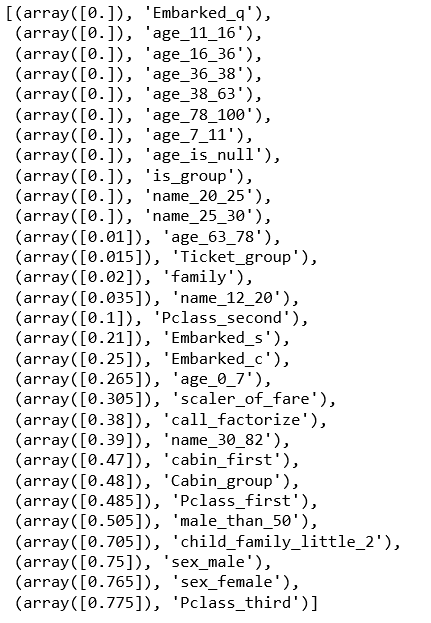 [(array([0.]), 'Embarked_q'),
(array([0.]), 'age_11_16'),
(array([0.]), 'age_16_36'),
(array([0.]), 'age_36_38'),
(array([0.]), 'age_38_63'),
(array([0.]), 'age_78_100'),
(array([0.]), 'age_7_11'),
(array([0.]), 'age_is_null'),
(array([0.]), 'is_group'),
(array([0.]), 'name_20_25'),
(array([0.]), 'name_25_30'),
(array([0.01]), 'age_63_78'),
(array([0.015]), 'Ticket_group'),
(array([0.02]), 'family'),
(array([0.035]), 'name_12_20'),
(array([0.1]), 'Pclass_second'),
(array([0.21]), 'Embarked_s'),
(array([0.25]), 'Embarked_c'),
(array([0.265]), 'age_0_7'),
(array([0.305]), 'scaler_of_fare'),
(array([0.38]), 'call_factorize'),
(array([0.39]), 'name_30_82'),
(array([0.47]), 'cabin_first'),
(array([0.48]), 'Cabin_group'),
(array([0.485]), 'Pclass_first'),
(array([0.505]), 'male_than_50'),
(array([0.705]), 'child_family_little_2'),
(array([0.75]), 'sex_male'),
(array([0.765]), 'sex_female'),
(array([0.775]), 'Pclass_third')]